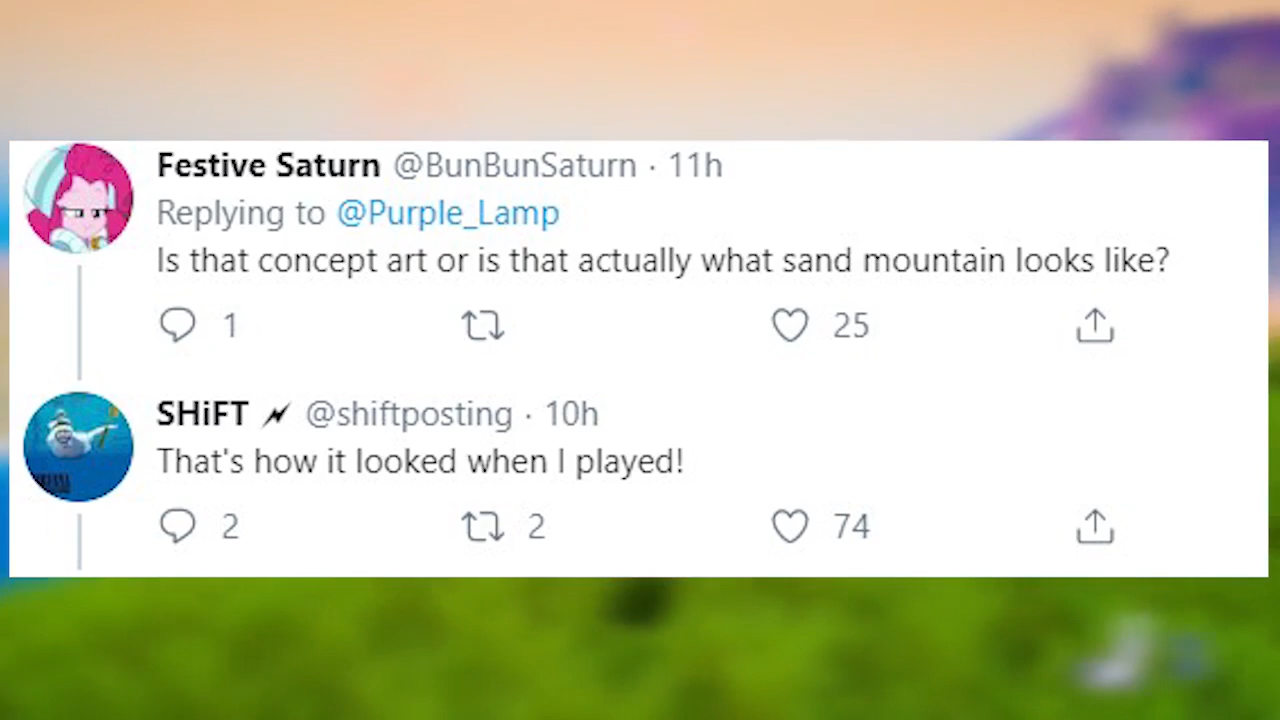 Festive Saturn @BunBunSaturn · 11h
Replying to @Purple_Lamp
Is that concept art or is that actually what sand mountain looks like?
1 25
SHiFT @shiftposting · 10h
That's how it looked when I played!
2 2 74